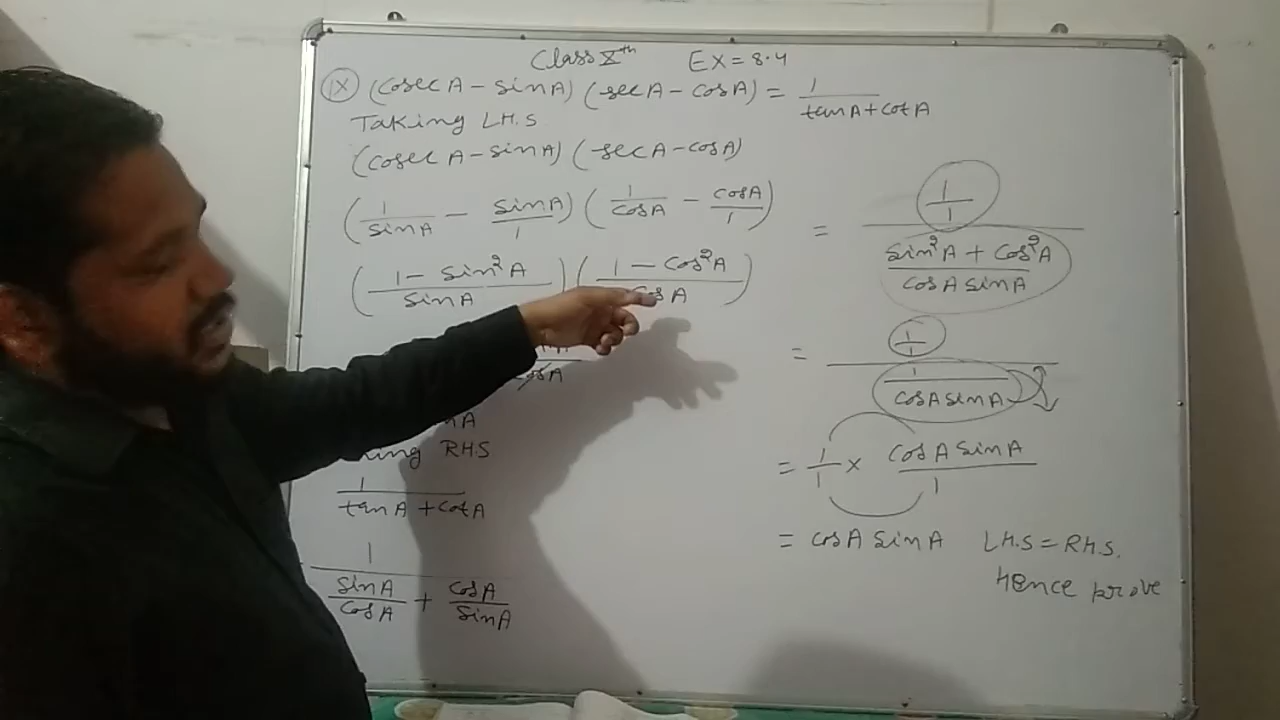 Class Xth EX = 8.4
(ix) (cosec A - sin A) (sec A - cos A) = 1/(tan A + cot A)
Taking L.H.S
(cosec A - sin A) (sec A - cos A)
(1/sin A - sin A/1) (1/cos A - cos A/1)
((1 - sin²A)/sin A) ((1 - cos²A)/cos A)
cos A
RHS
1/(tan A + cot A)
1/(sin A/cos A + cos A/sin A)
= (1/1)/((sin²A + cos²A)/(cos A sin A))
= (1/1)/(1/(cos A sin A))
= 1/1 × (cos A sin A)/1
= cos A sin A L.H.S = R.H.S.
Hence prove